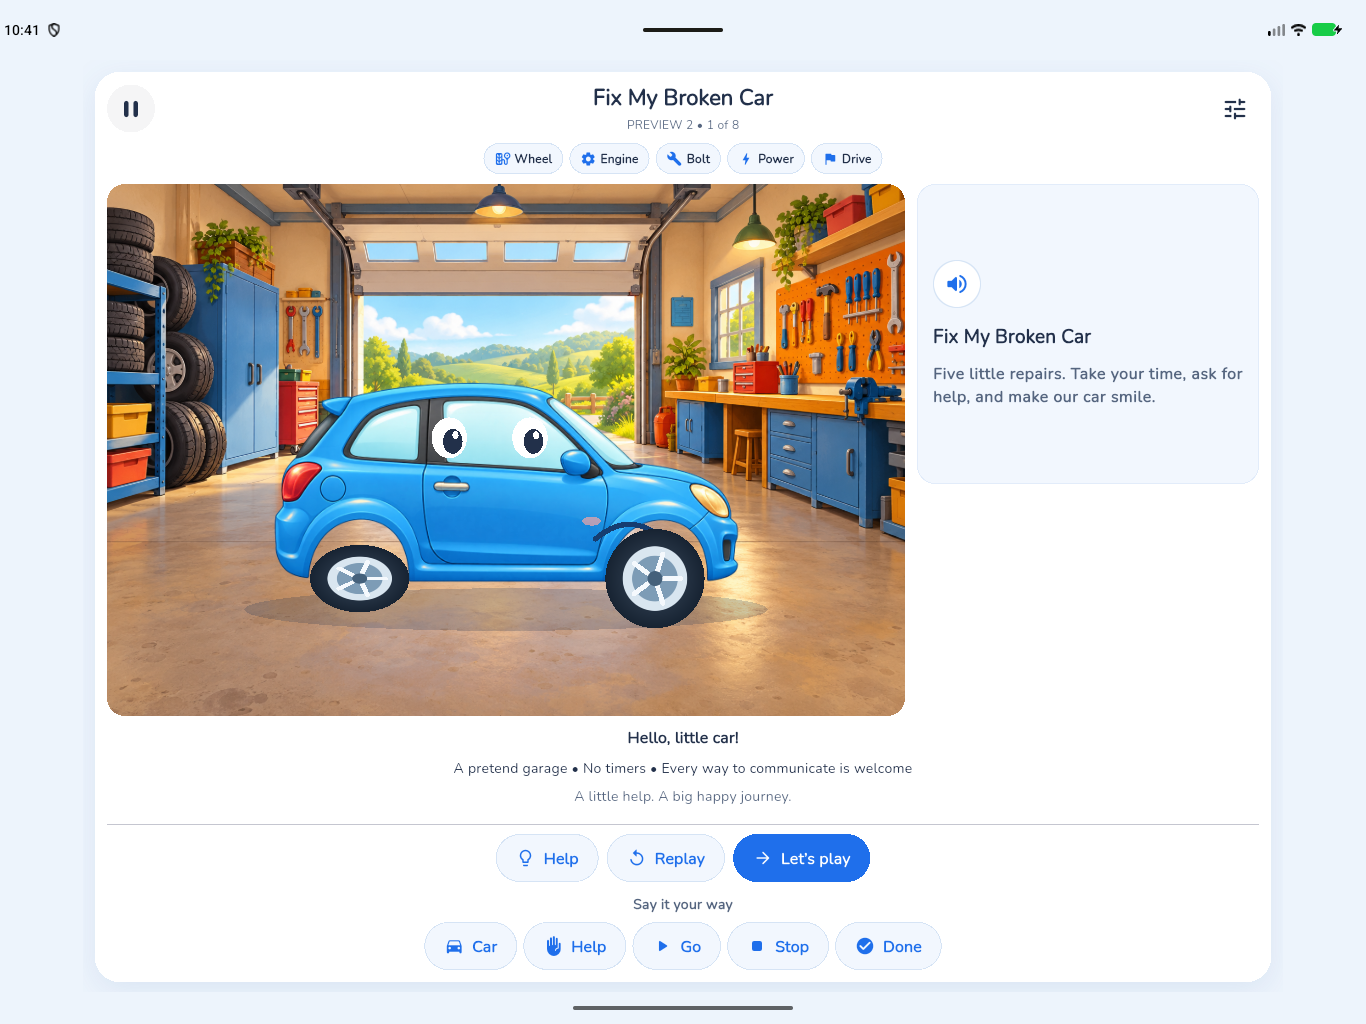 10:41
Fix My Broken Car
PREVIEW 2 • 1 of 8
Wheel
Engine
Bolt
Power
Drive
Fix My Broken Car
Five little repairs. Take your time, ask for
help, and make our car smile.
Hello, little car!
A pretend garage • No timers • Every way to communicate is welcome
A little help. A big happy journey.
Help
Replay
Let's play
Say it your way
Car
Help
Go
Stop
Done